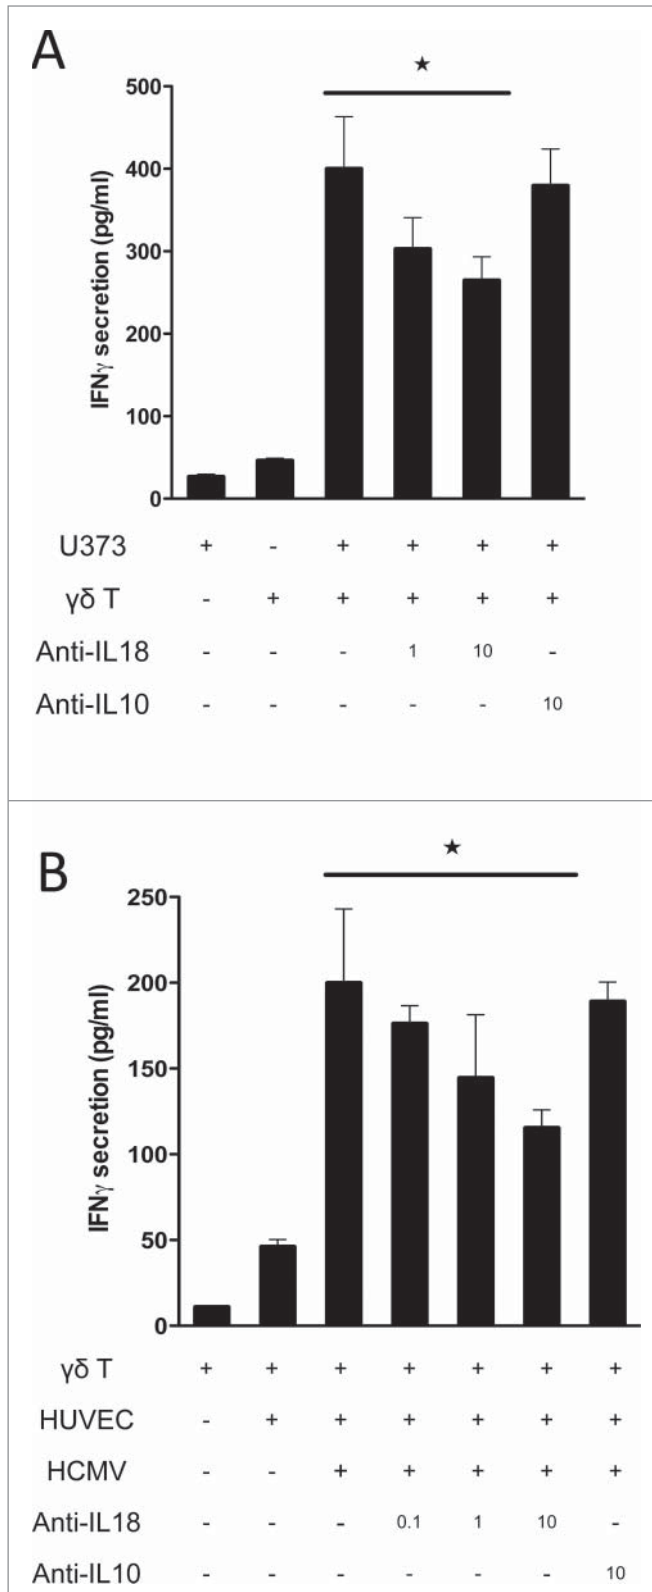 A
★
500
400
300
200
100
0
IFNγ secretion (pg/ml)
U373 + - + + + +
γδ T - + + + + +
Anti-IL18 - - - 1 10 -
Anti-IL10 - - - - - 10
B
★
250
200
150
100
50
0
IFNγ secretion (pg/ml)
γδ T + + + + + + +
HUVEC - + + + + + +
HCMV - - + + + + +
Anti-IL18 - - - 0.1 1 10 -
Anti-IL10 - - - - - - 10